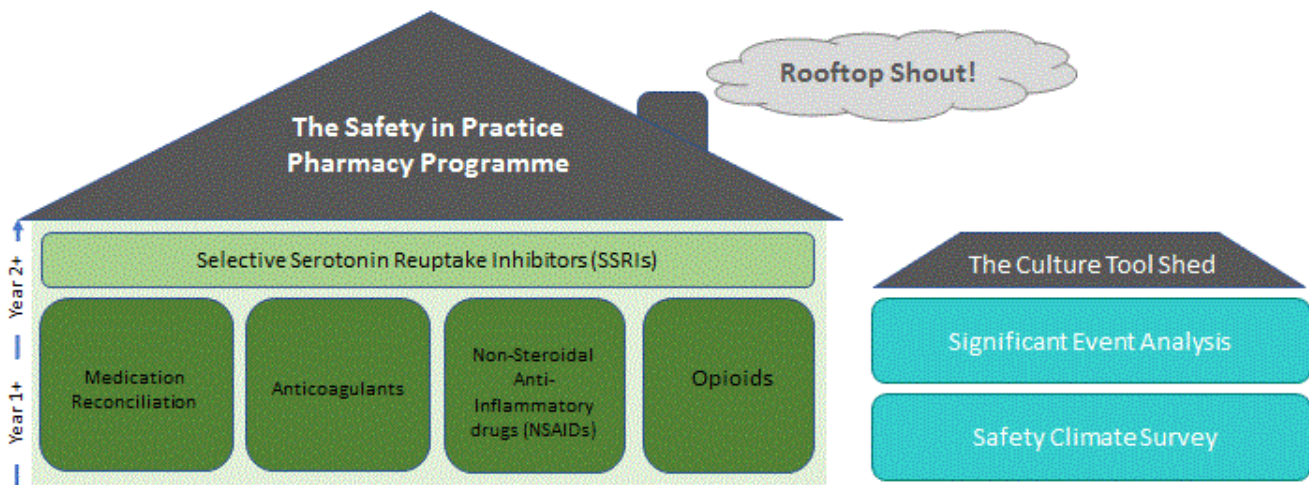 Rooftop Shout!
The Safety in Practice
Pharmacy Programme
Year 2+
Selective Serotonin Reuptake Inhibitors (SSRIs)
Year 1+
Medication
Reconciliation
Anticoagulants
Non-Steroidal
Anti-
Inflammatory
drugs (NSAIDs)
Opioids
The Culture Tool Shed
Significant Event Analysis
Safety Climate Survey